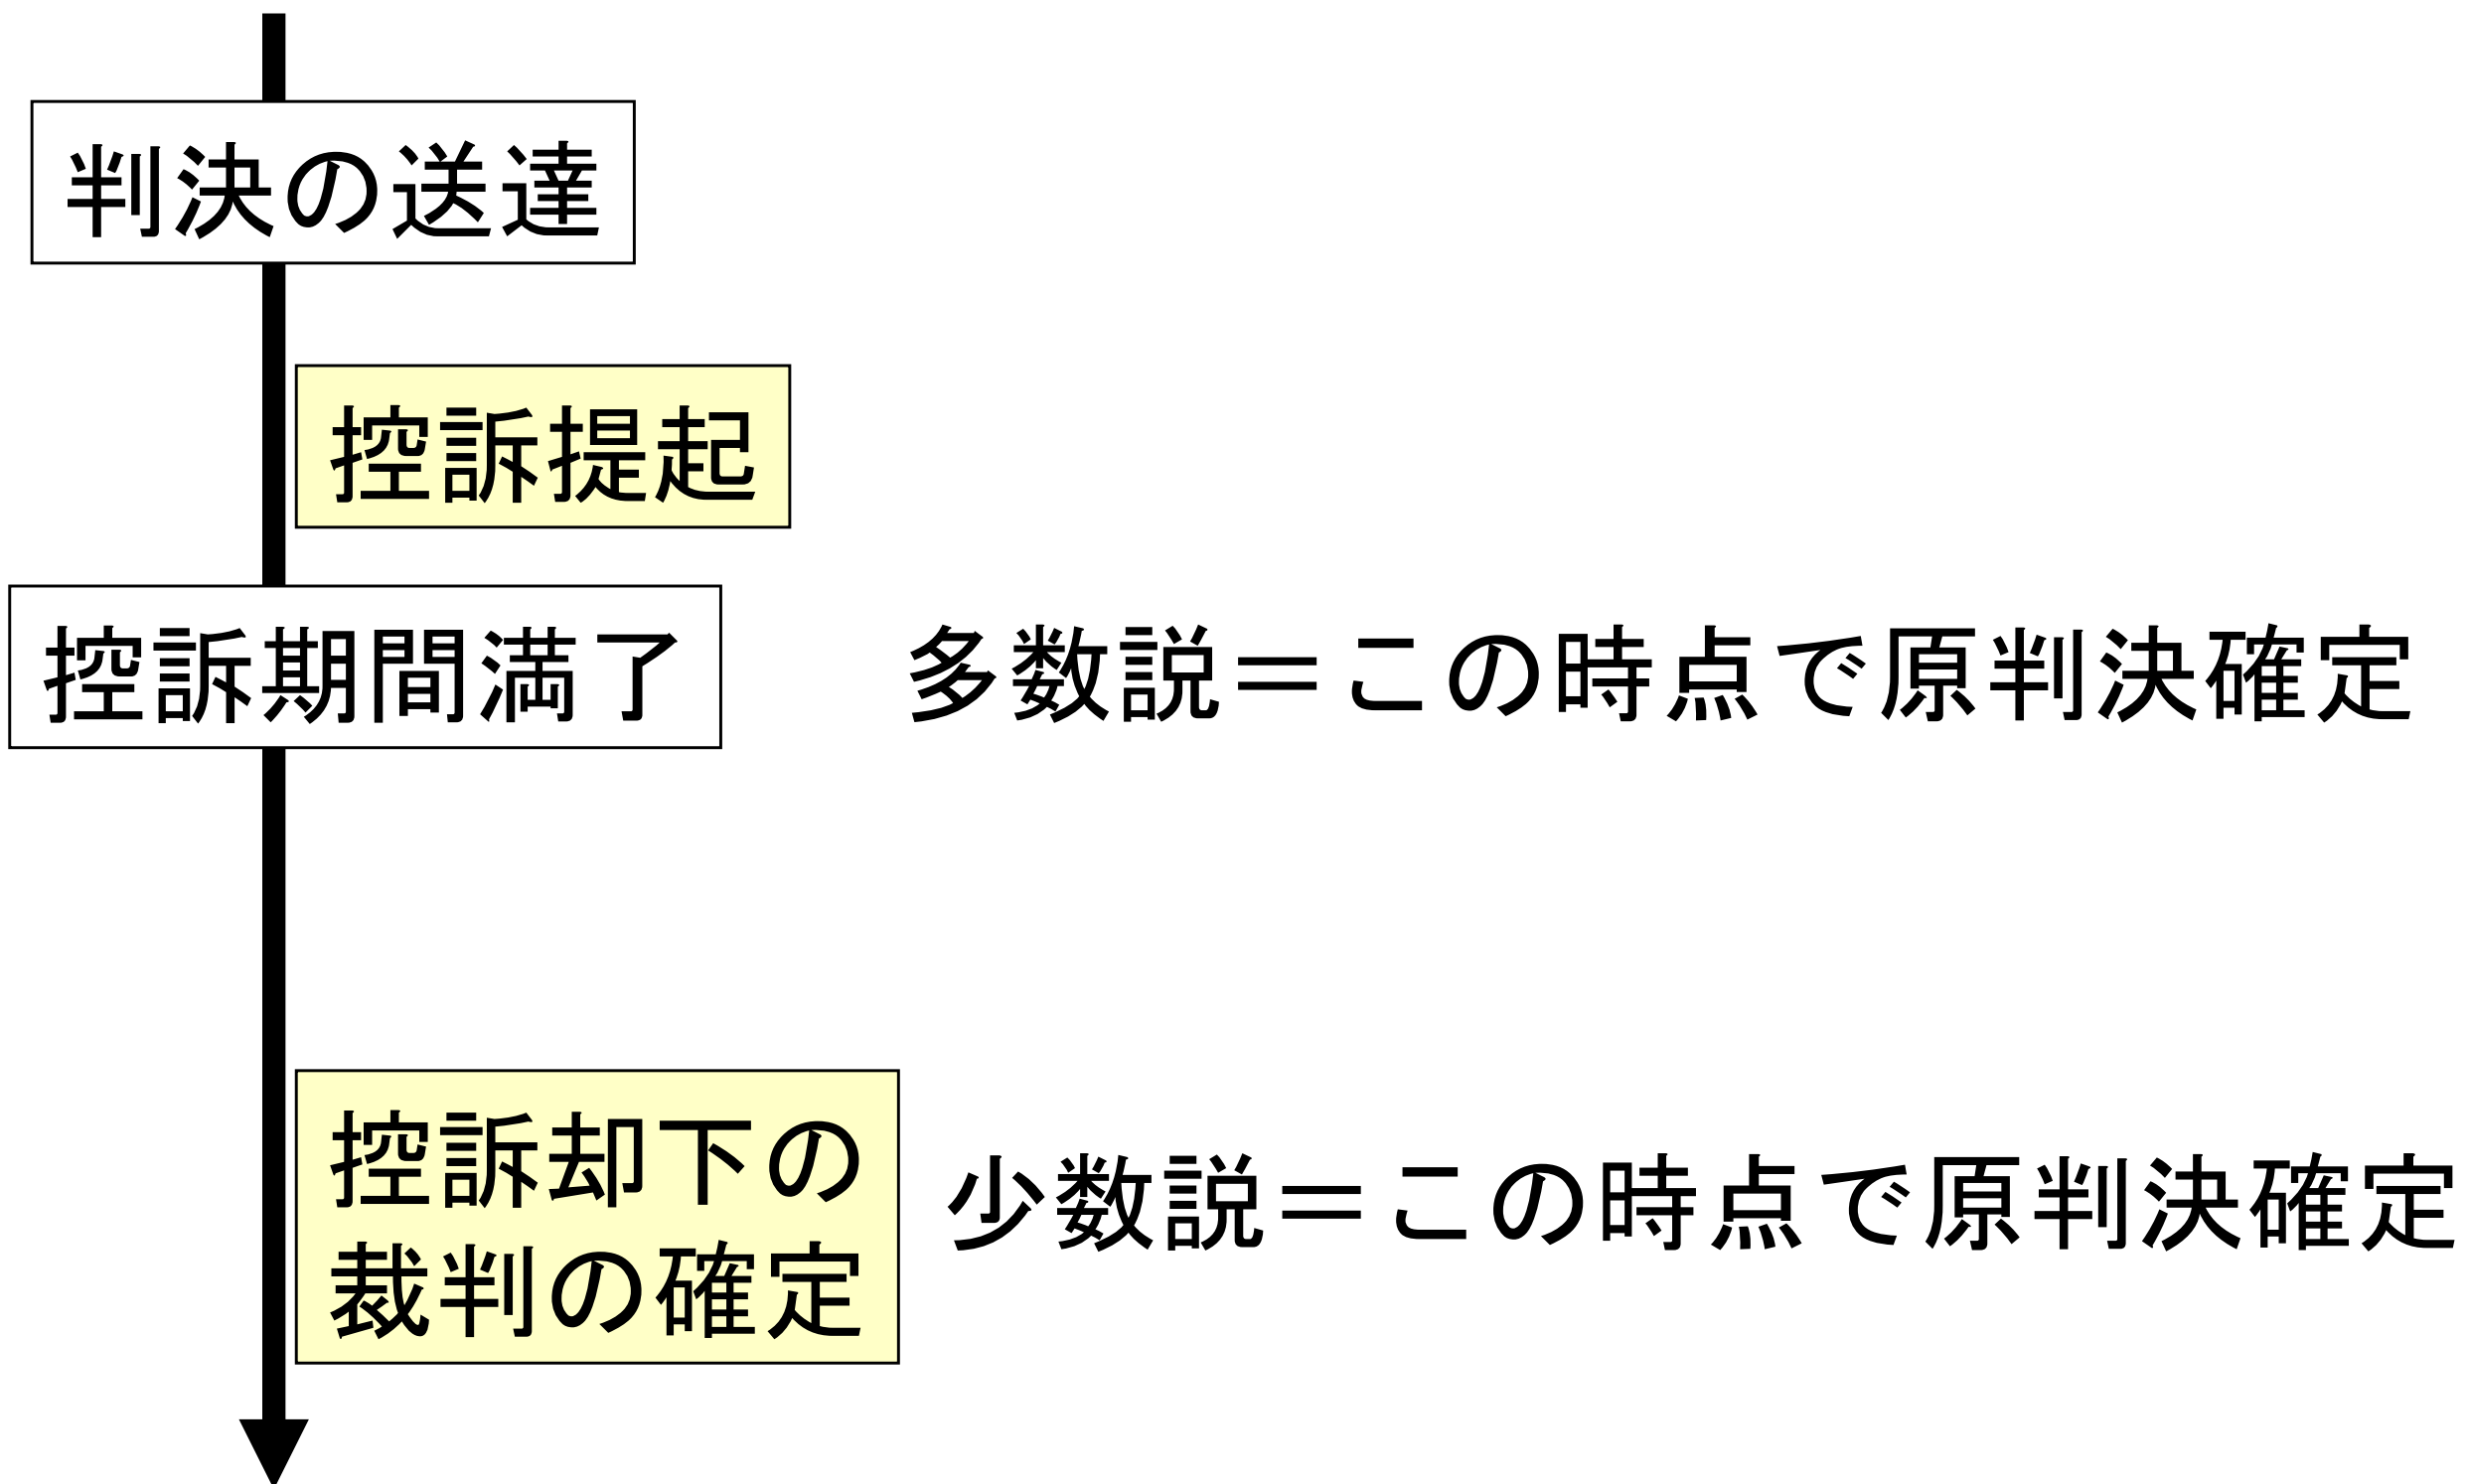 判決の送達
控訴提起
控訴期間満了
多数説=この時点で原判決確定
控訴却下の
裁判の確定
少数説=この時点で原判決確定